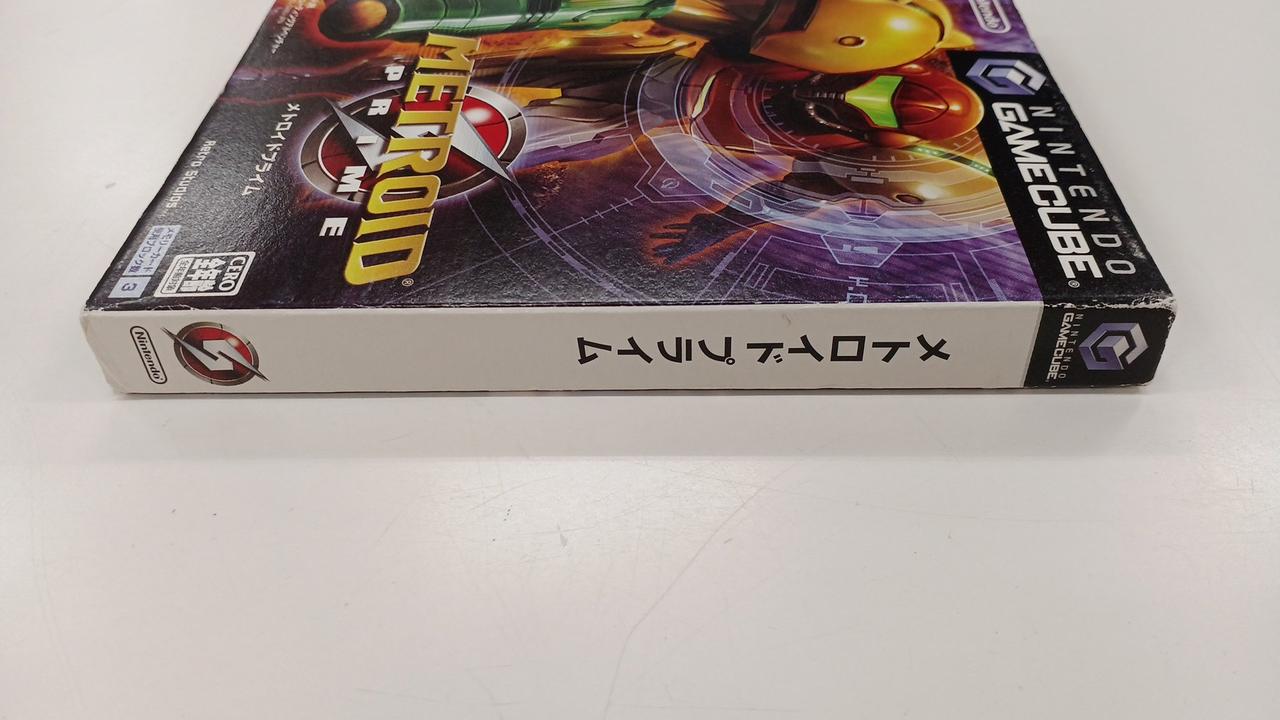 Nintendo
NINTENDO
GAMECUBE®
METROID®
PRIME
メトロイドプライム
Retro Studios
CERO
全年齢
メモリーカード
3
メトロイドプライム
NINTENDO
GAMECUBE
Nintendo